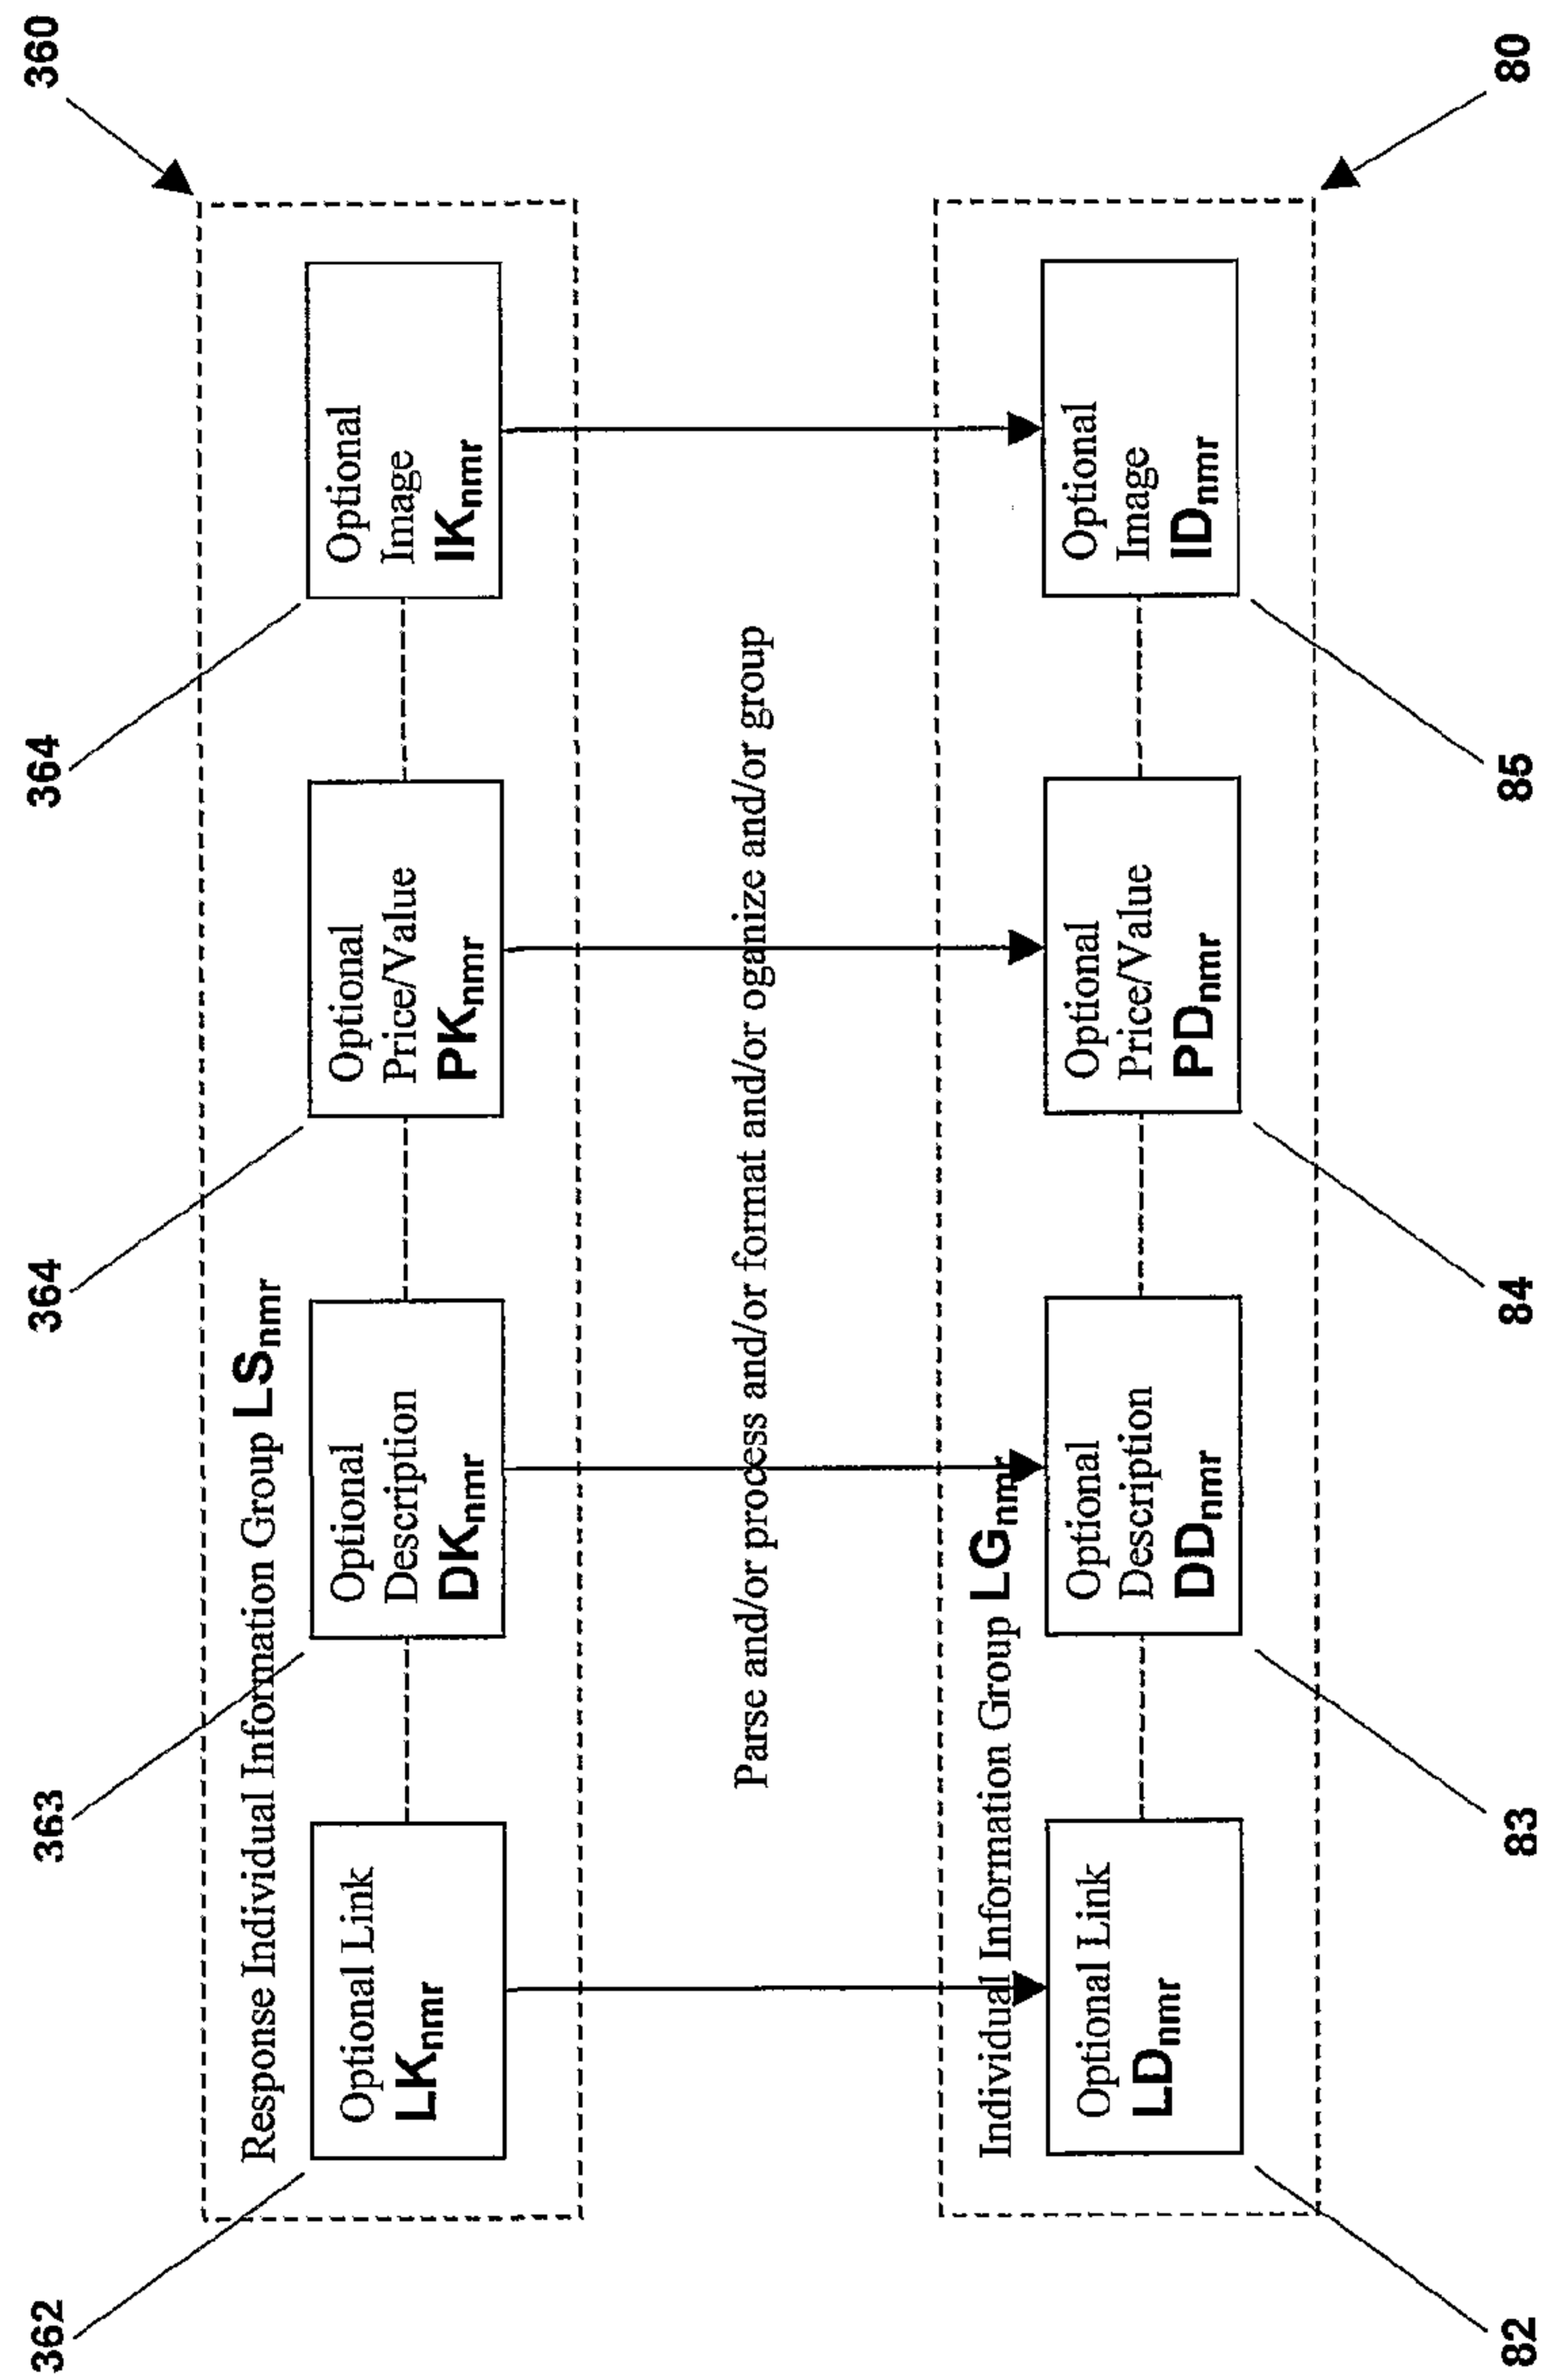 362
363
364
364
360
Response Individual Information Group LSnmr
Optional Link
LKnmr
Optional
Description
DKnmr
Optional
Price/Value
PKnmr
Optional
Image
IKnmr
Parse and/or process and/or format and/or oganize and/or group
Individual Information Group LGnmr
Optional Link
LDnmr
Optional
Description
DDnmr
Optional
Price/Value
PDnmr
Optional
Image
IDnmr
82
83
84
85
80